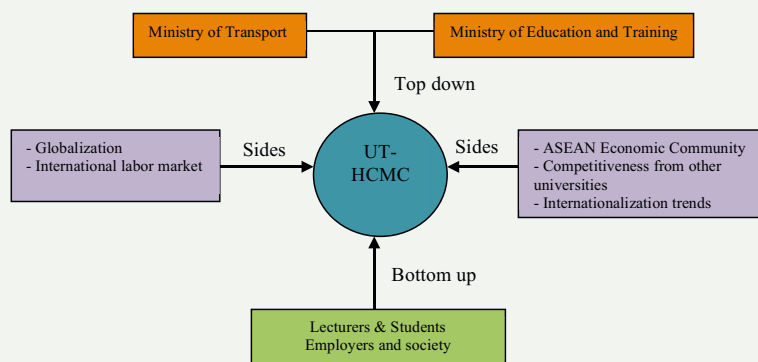 Ministry of Transport
Ministry of Education and Training
Top down
- Globalization
- International labor market
Sides
UT-
HCMC
Sides
- ASEAN Economic Community
- Competitiveness from other
universities
- Internationalization trends
Bottom up
Lecturers & Students
Employers and society